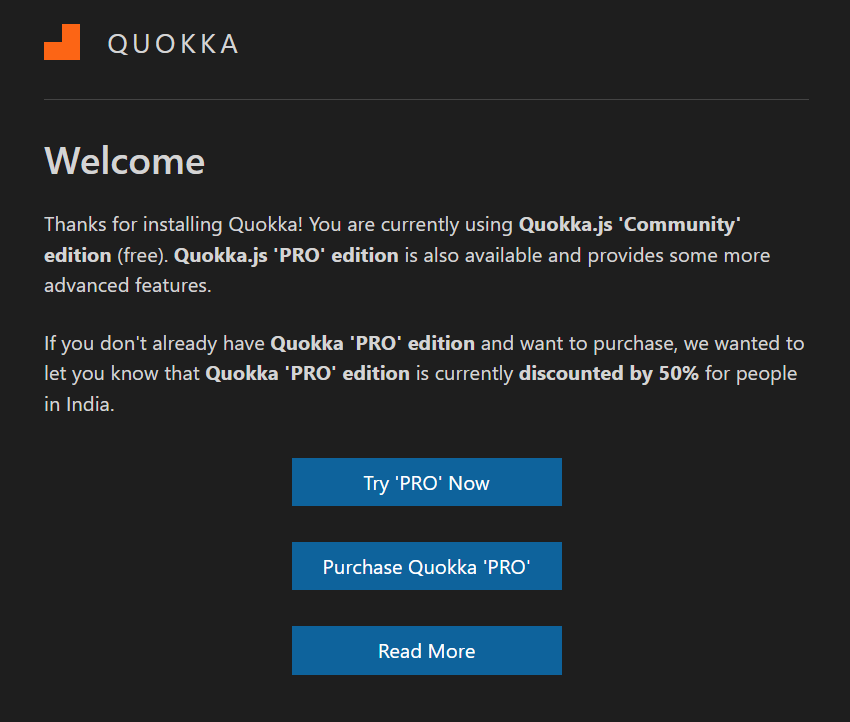 QUOKKA
Welcome
Thanks for installing Quokka! You are currently using Quokka.js 'Community'
edition (free). Quokka.js 'PRO' edition is also available and provides some more
advanced features.
If you don't already have Quokka 'PRO' edition and want to purchase, we wanted to
let you know that Quokka 'PRO' edition is currently discounted by 50% for people
in India.
Try 'PRO' Now
Purchase Quokka 'PRO'
Read More